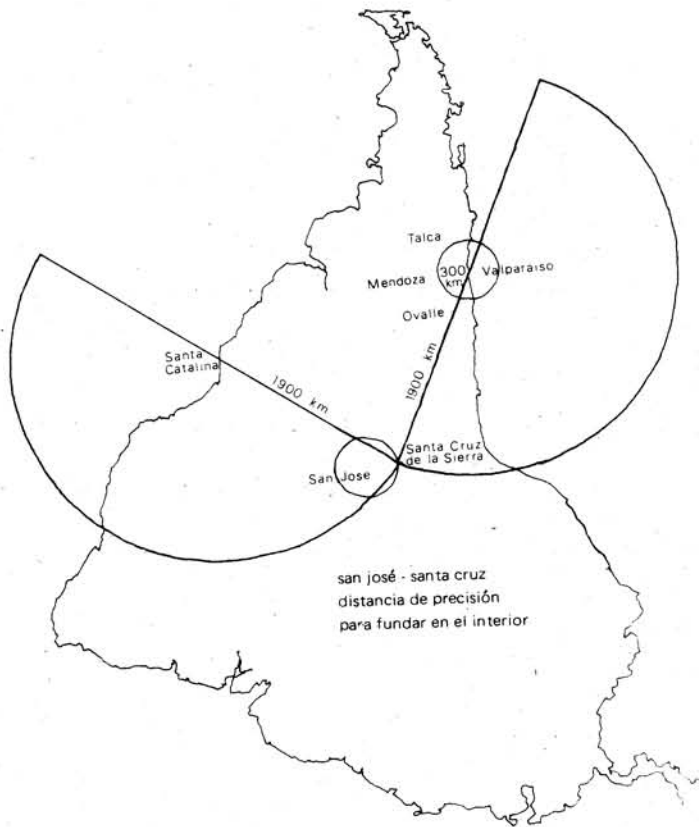 Talca
Mendoza
300
km
Valparaiso
Ovalle
1900 km
Santa
Catalina
1900 km
Santa Cruz
de la Sierra
San Jose
san josé - santa cruz
distancia de precisión
para fundar en el interior